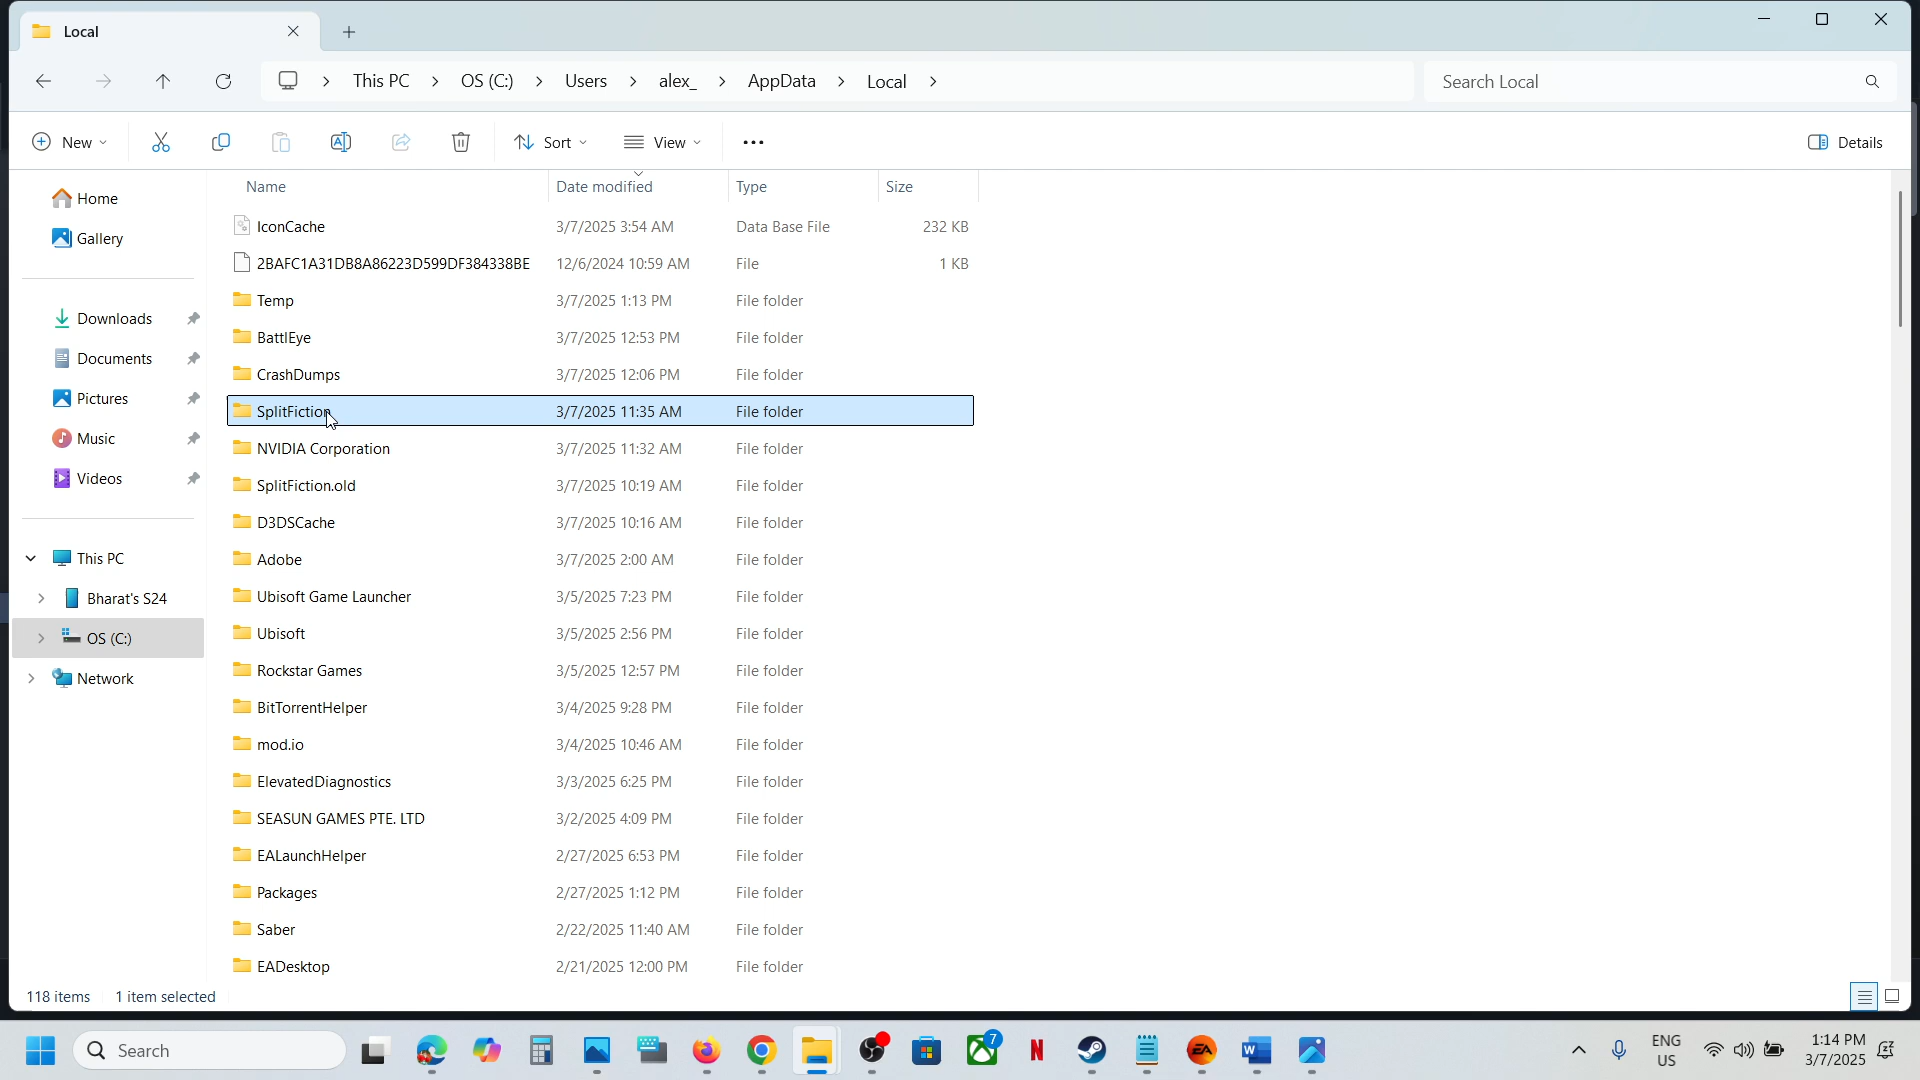 Local
This PC OS (C:) Users alex_ AppData Local
Search Local
New Sort View Details
Home
Gallery
Downloads
Documents
Pictures
Music
Videos
This PC
Bharat's S24
OS (C:)
Network
Name Date modified Type Size
IconCache 3/7/2025 3:54 AM Data Base File 232 KB
2BAFC1A31DB8A86223D599DF384338BE 12/6/2024 10:59 AM File 1 KB
Temp 3/7/2025 1:13 PM File folder
BattlEye 3/7/2025 12:53 PM File folder
CrashDumps 3/7/2025 12:06 PM File folder
SplitFiction 3/7/2025 11:35 AM File folder
NVIDIA Corporation 3/7/2025 11:32 AM File folder
SplitFiction.old 3/7/2025 10:19 AM File folder
D3DSCache 3/7/2025 10:16 AM File folder
Adobe 3/7/2025 2:00 AM File folder
Ubisoft Game Launcher 3/5/2025 7:23 PM File folder
Ubisoft 3/5/2025 2:56 PM File folder
Rockstar Games 3/5/2025 12:57 PM File folder
BitTorrentHelper 3/4/2025 9:28 PM File folder
mod.io 3/4/2025 10:46 AM File folder
ElevatedDiagnostics 3/3/2025 6:25 PM File folder
SEASUN GAMES PTE. LTD 3/2/2025 4:09 PM File folder
EALaunchHelper 2/27/2025 6:53 PM File folder
Packages 2/27/2025 1:12 PM File folder
Saber 2/22/2025 11:40 AM File folder
EADesktop 2/21/2025 12:00 PM File folder
118 items 1 item selected
Search
7
N
EA
W
ENG
US
1:14 PM
3/7/2025